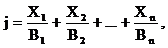 j = X₁/B₁ + X₂/B₂ + ... + Xₙ/Bₙ,